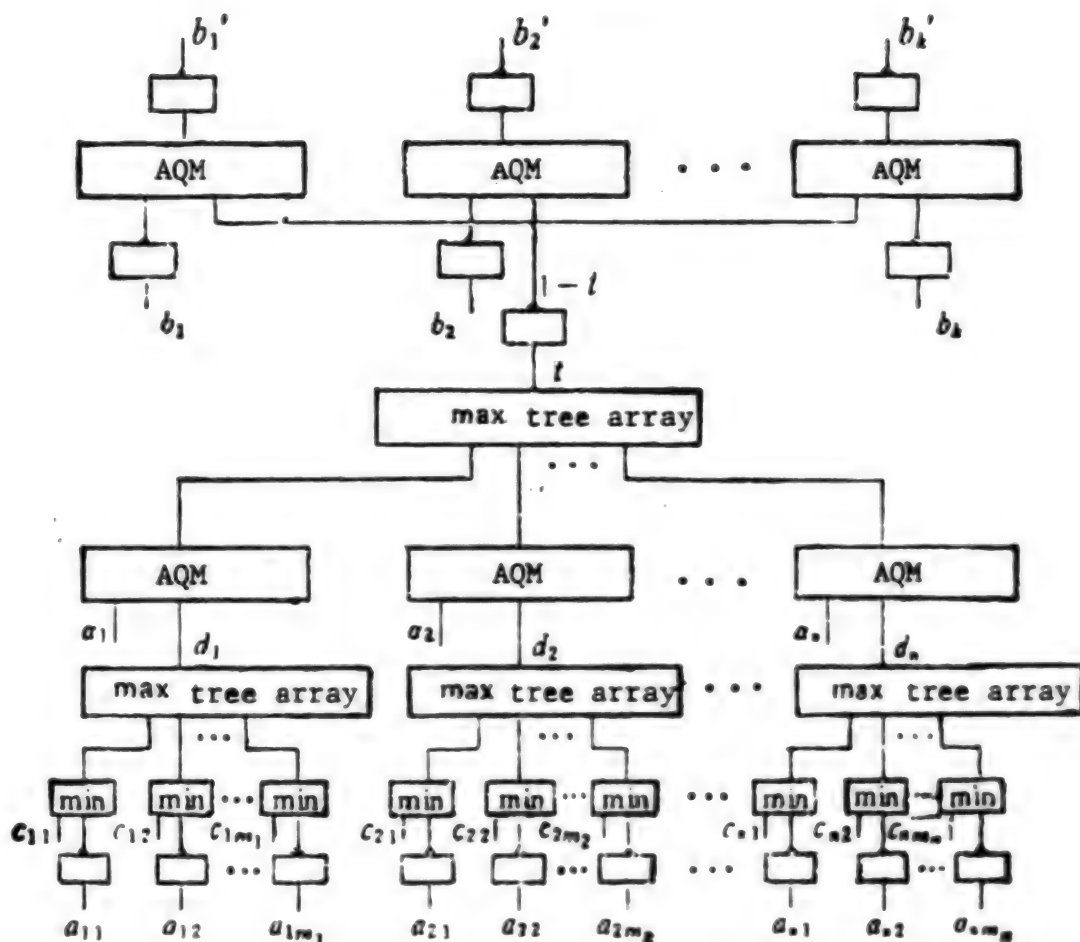 b₁' b₂' bₖ'
AQM AQM • • • AQM
1 − t
b₁ b₂ bₖ
t
max tree array
• • •
AQM AQM • • • AQM
a₁ a₂ aₙ
d₁ d₂ dₙ
max tree array max tree array • • • max tree array
••• ••• •••
min min ••• min min min ••• min ••• min min ••• min
c₁₁ c₁₂ c₁ₘ₁ c₂₁ c₂₂ c₂ₘ₂ cₙ₁ cₙ₂ cₙₘₙ
••• ••• ••• •••
a₁₁ a₁₂ a₁ₘ₁ a₂₁ a₂₂ a₂ₘ₂ aₙ₁ aₙ₂ aₙₘₙ